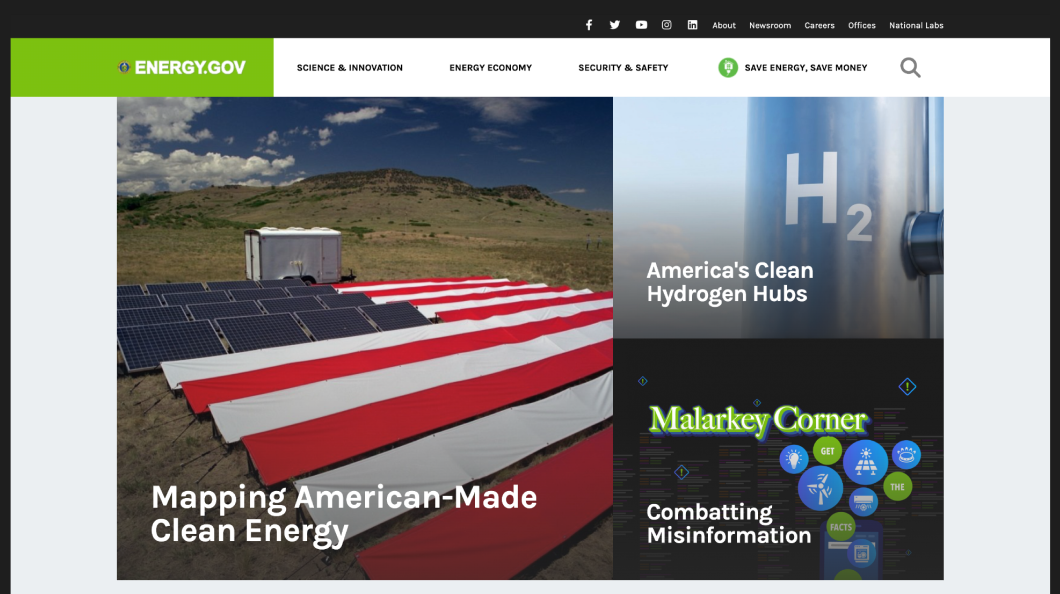 About Newsroom Careers Offices National Labs
ENERGY.GOV
SCIENCE & INNOVATION ENERGY ECONOMY SECURITY & SAFETY SAVE ENERGY, SAVE MONEY
H2
America's Clean
Hydrogen Hubs
Malarkey Corner
GET
THE
FACTS
Combatting
Misinformation
Mapping American-Made
Clean Energy